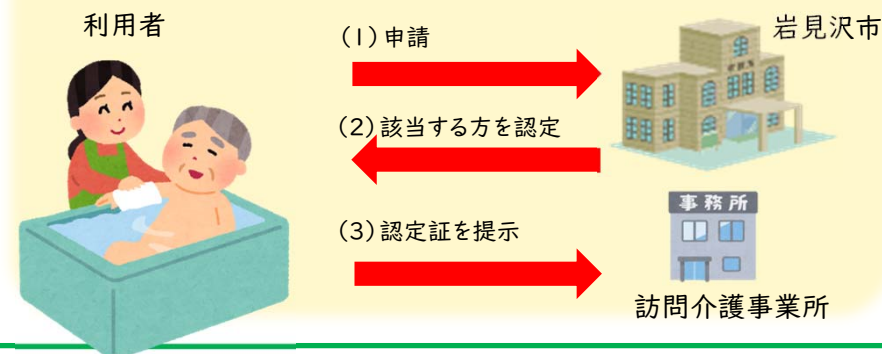 利用者
(1)申請
岩見沢市
(2)該当する方を認定
事務所
(3)認定証を提示
訪問介護事業所